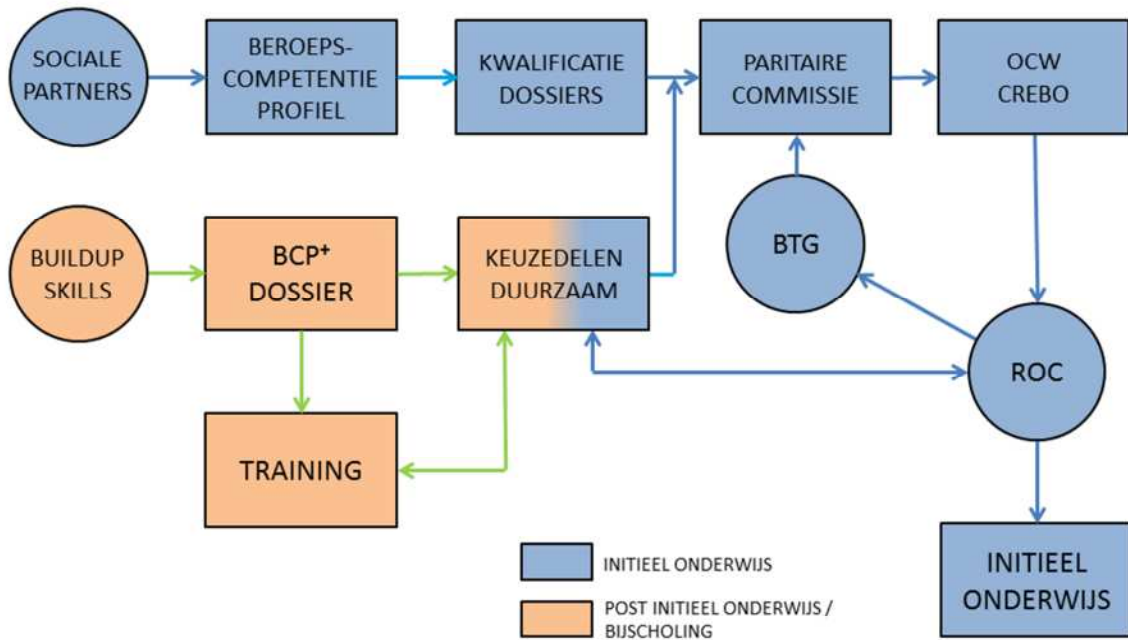 SOCIALE
PARTNERS
BEROEPS-
COMPETENTIE
PROFIEL
KWALIFICATIE
DOSSIERS
PARITAIRE
COMMISSIE
OCW
CREBO
BUILDUP
SKILLS
BCP+
DOSSIER
KEUZEDELEN
DUURZAAM
BTG
ROC
TRAINING
INITIEEL
ONDERWIJS
INITIEEL ONDERWIJS
POST INITIEEL ONDERWIJS /
BIJSCHOLING